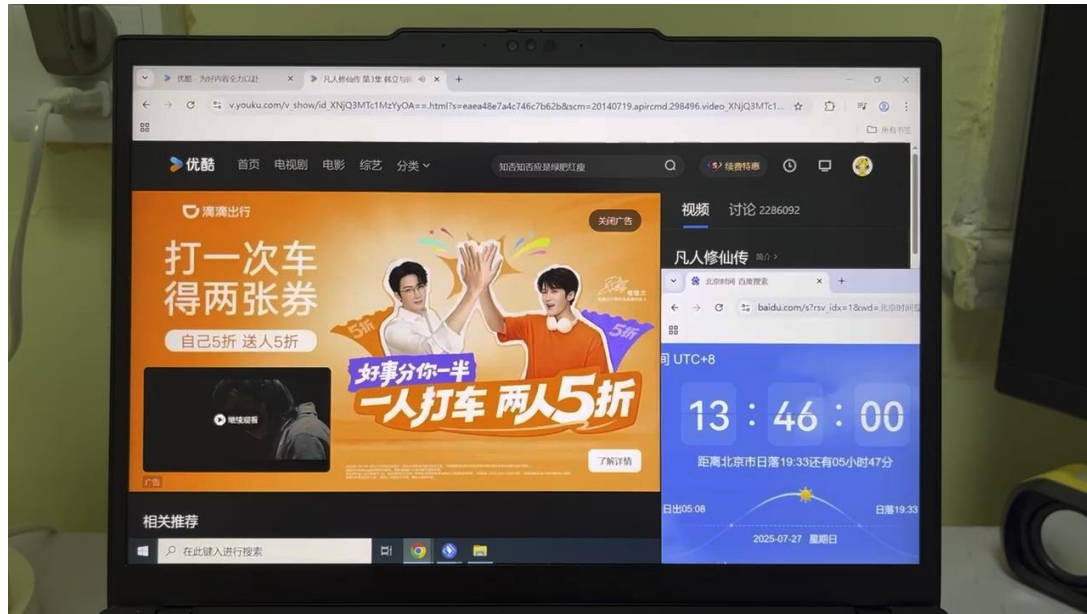 优酷 - 为好内容全力以赴
凡人修仙传 第3集 韩立与
v.youku.com/v_show/id_XNjQ3MTc1MzYyOA==.html?s=eaea48e7a4c746c7b62b&scm=20140719.apircmd.298496.video_XNjQ3MTc1...
所有书签
优酷
首页 电视剧 电影 综艺 分类
知否知否应是绿肥红瘦
续费特惠
滴滴出行
关闭广告
打一次车
得两张券
自己5折 送人5折
5折
5折
好事分你一半
一人打车 两人5折
继续观看
了解详情
广告
相关推荐
视频 讨论 2286092
凡人修仙传 简介
北京时间_百度搜索
baidu.com/s?rsv_idx=1&wd=北京时间
间 UTC+8
13 : 46 : 00
距离北京市日落19:33还有05小时47分
日出05:08
日落19:33
2025-07-27 星期日
在此键入进行搜索